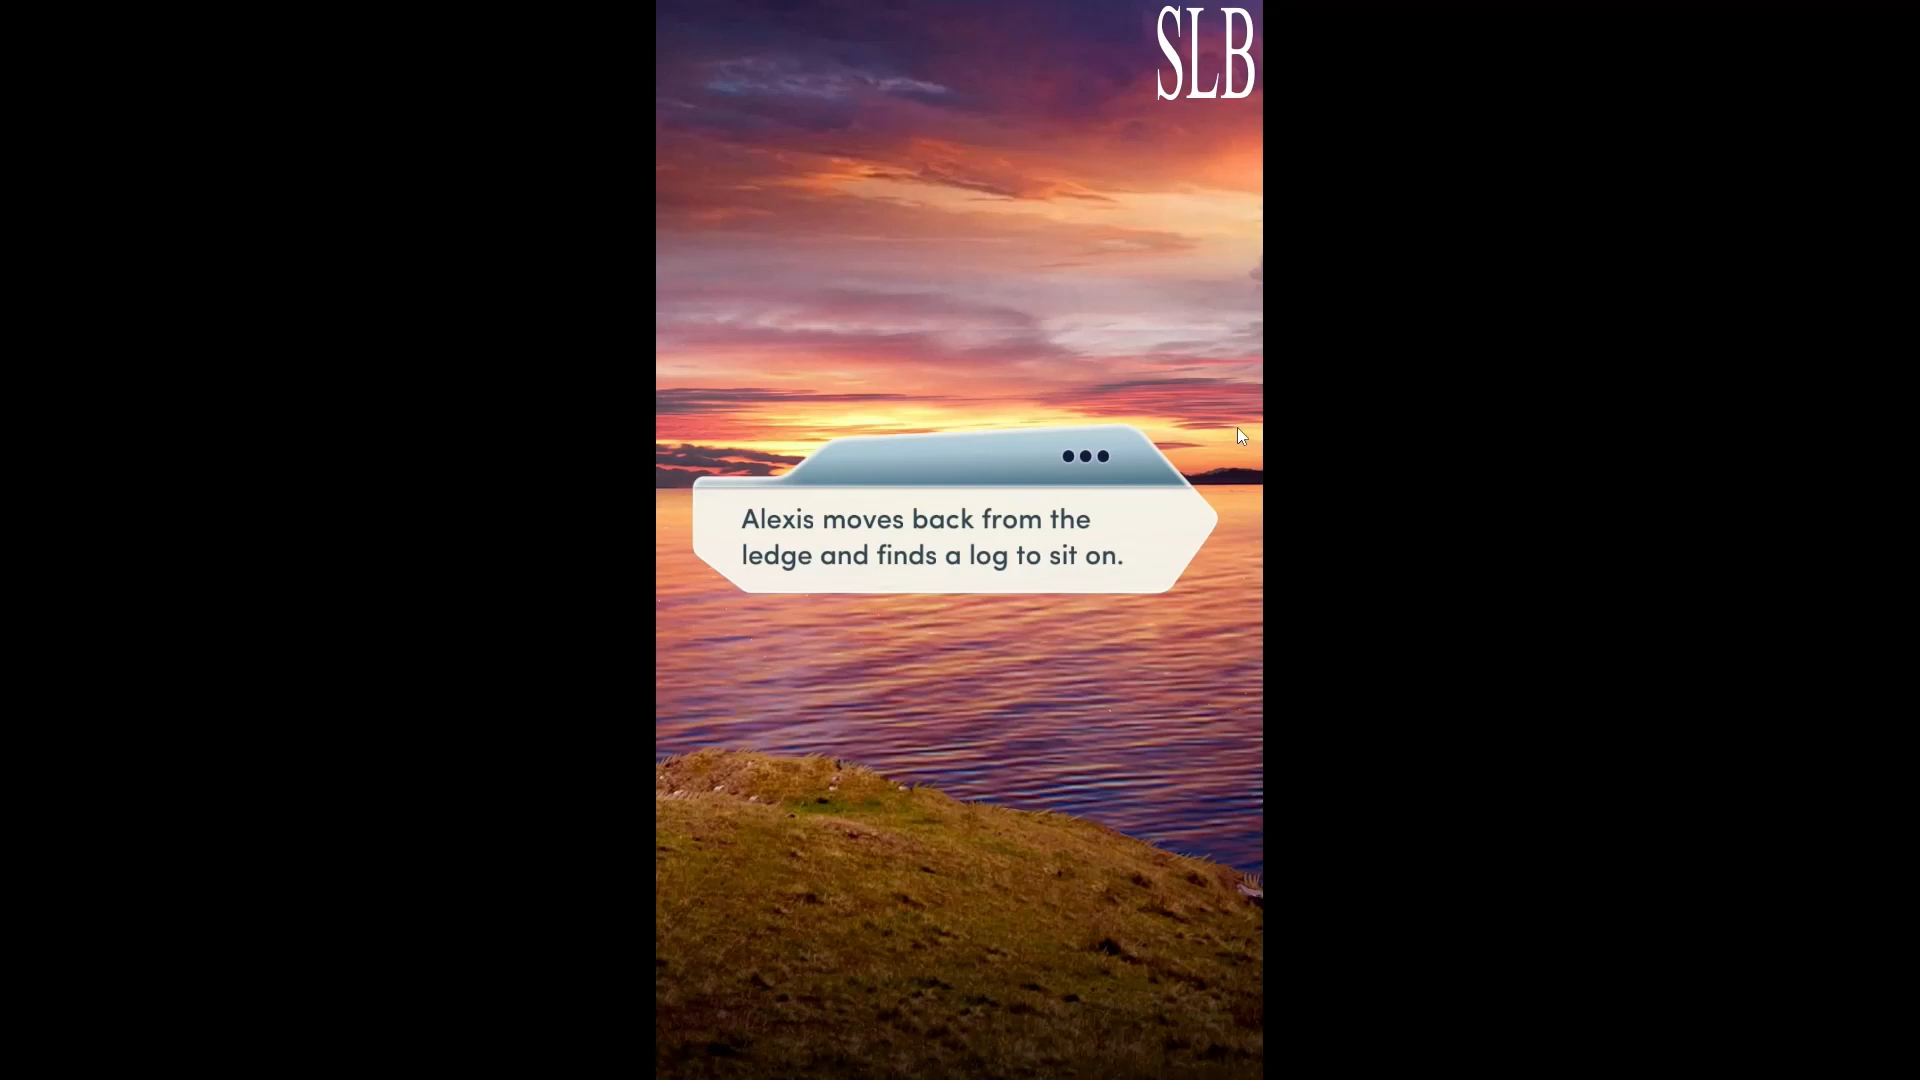 SLB
Alexis moves back from the
ledge and finds a log to sit on.